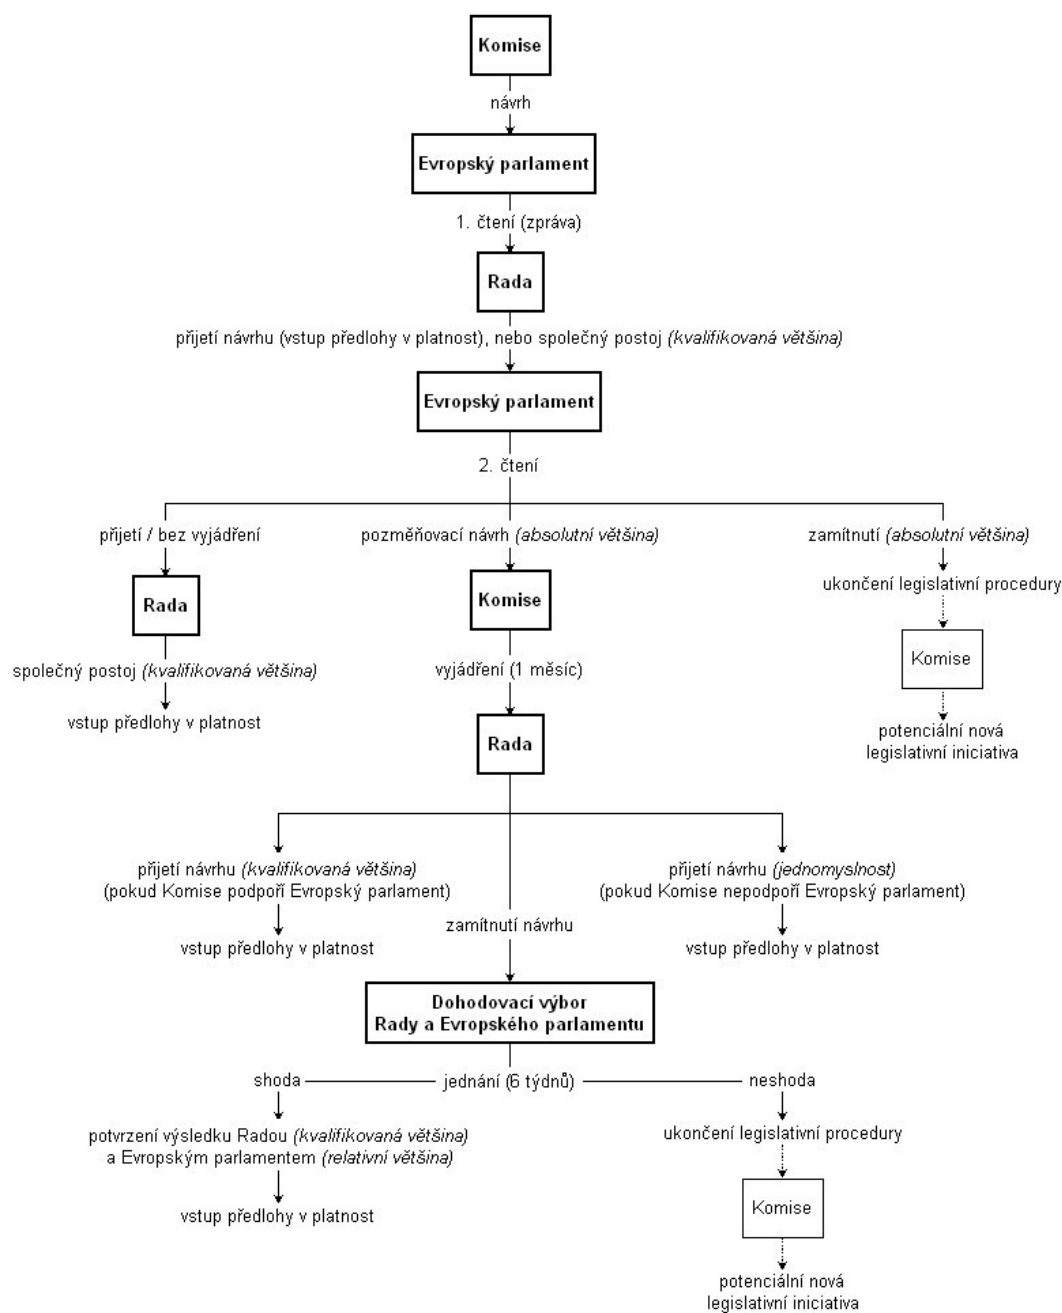 Komise
návrh
Evropský parlament
1. čtení (zpráva)
Rada
přijetí návrhu (vstup předlohy v platnost), nebo společný postoj (kvalifikovaná většina)
Evropský parlament
2. čtení
přijetí / bez vyjádření
pozměňovací návrh (absolutní většina)
zamítnutí (absolutní většina)
Rada
Komise
ukončení legislativní procedury
Komise
společný postoj (kvalifikovaná většina)
vyjádření (1 měsíc)
vstup předlohy v platnost
Rada
potenciální nová
legislativní iniciativa
přijetí návrhu (kvalifikovaná většina)
(pokud Komise podpoří Evropský parlament)
přijetí návrhu (jednomyslnost)
(pokud Komise nepodpoří Evropský parlament)
zamítnutí návrhu
vstup předlohy v platnost
vstup předlohy v platnost
Dohodovací výbor
Rady a Evropského parlamentu
shoda
jednání (6 týdnů)
neshoda
potvrzení výsledku Radou (kvalifikovaná většina)
a Evropským parlamentem (relativní většina)
ukončení legislativní procedury
vstup předlohy v platnost
Komise
potenciální nová
legislativní iniciativa